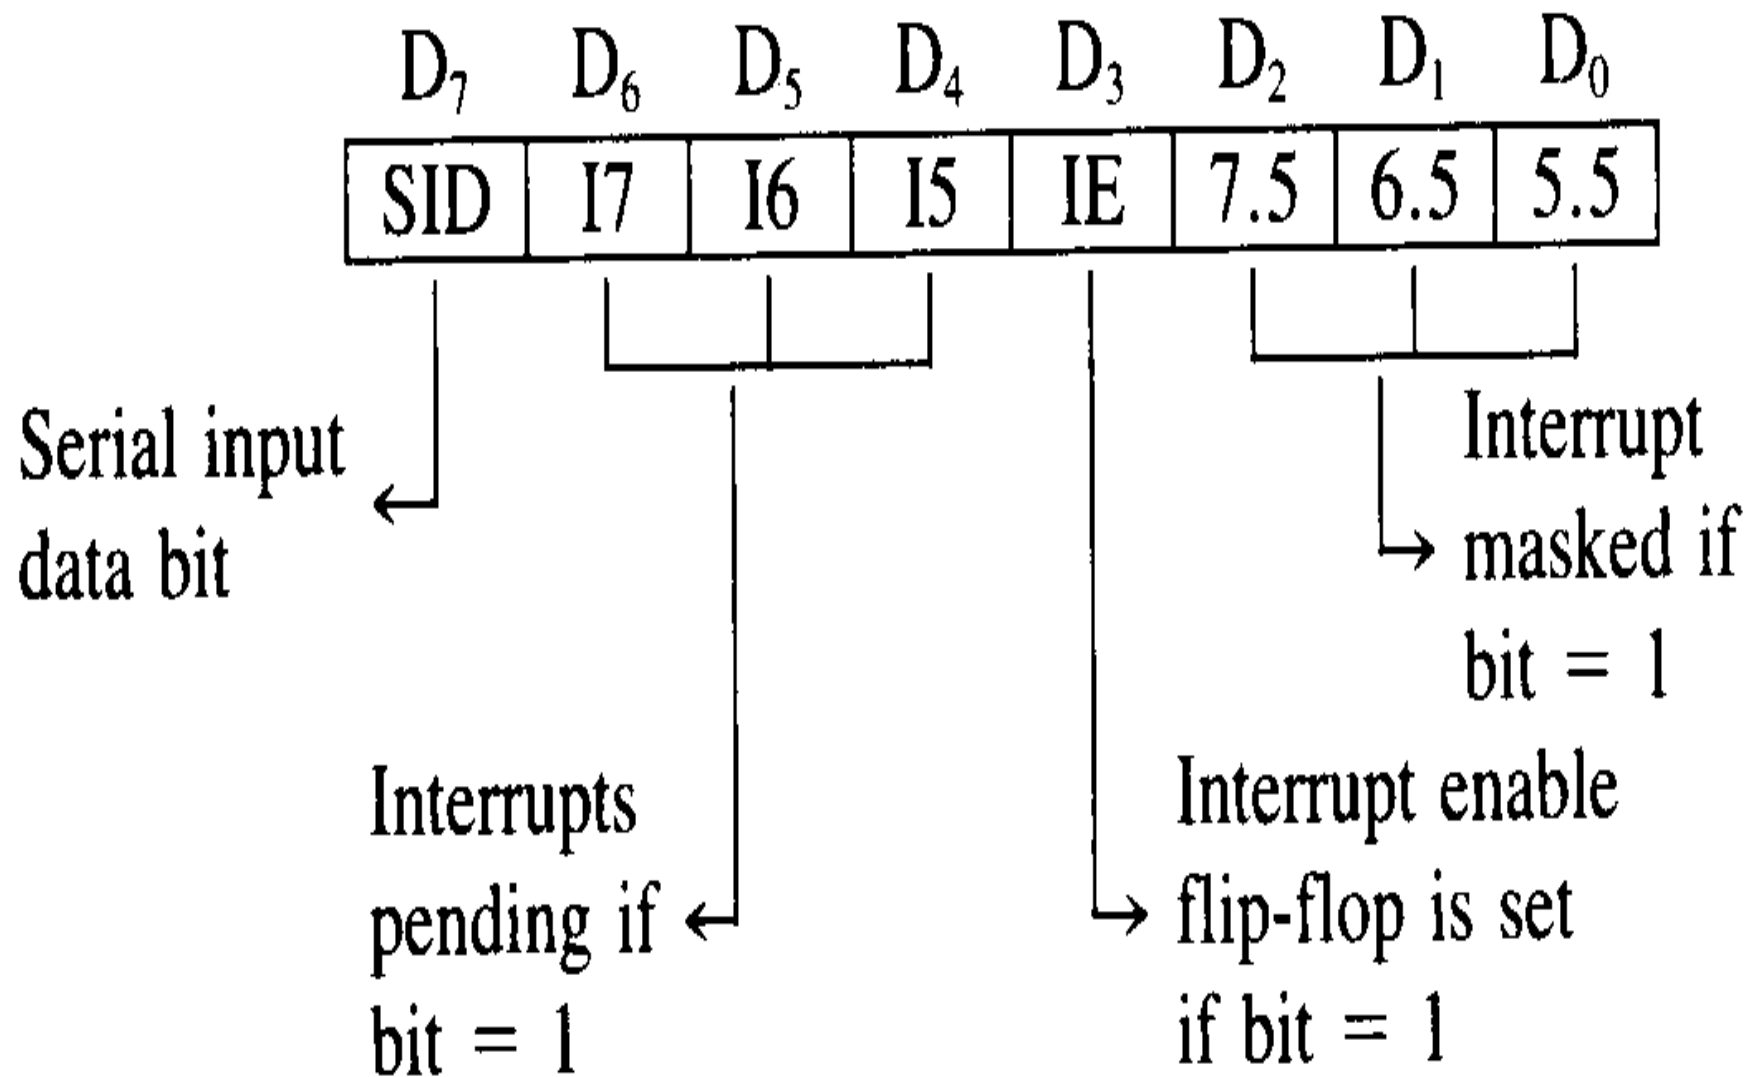 D₇ D₆ D₅ D₄ D₃ D₂ D₁ D₀
SID I7 I6 I5 IE 7.5 6.5 5.5
Serial input
data bit
Interrupts
pending if
bit = 1
Interrupt enable
flip-flop is set
if bit = 1
Interrupt
masked if
bit = 1